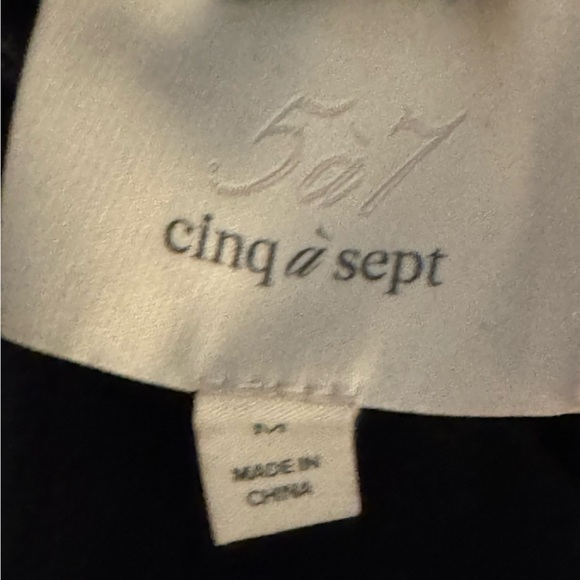 5à7
cinq à sept
M
MADE IN
CHINA